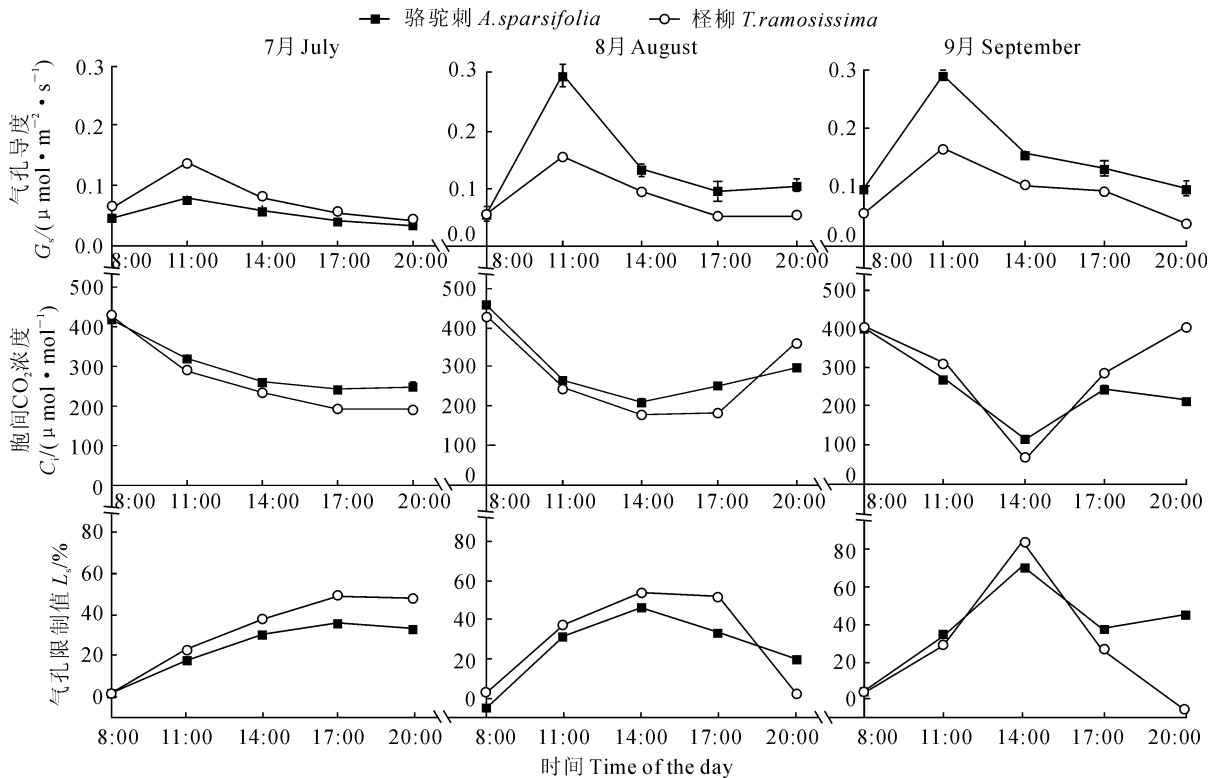 骆驼刺 A.sparsifolia 柽柳 T.ramosissima
7月 July 8月 August 9月 September
气孔导度
Gs/(μmol•m⁻²•s⁻¹)
0.3 0.3 0.3
0.2 0.2 0.2
0.1 0.1 0.1
0.0 0.0 0.0
8:00 11:00 14:00 17:00 20:00 8:00 11:00 14:00 17:00 20:00 8:00 11:00 14:00 17:00 20:00
胞间CO₂浓度
Ci/(μmol•mol⁻¹)
500 500 500
400 400 400
300 300 300
200 200 200
100 100 100
0 0 0
8:00 11:00 14:00 17:00 20:00 8:00 11:00 14:00 17:00 20:00 8:00 11:00 14:00 17:00 20:00
气孔限制值 Ls/%
80 80 80
60 60 60
40 40 40
20 20 20
0 0 0
8:00 11:00 14:00 17:00 20:00 8:00 11:00 14:00 17:00 20:00 8:00 11:00 14:00 17:00 20:00
时间 Time of the day